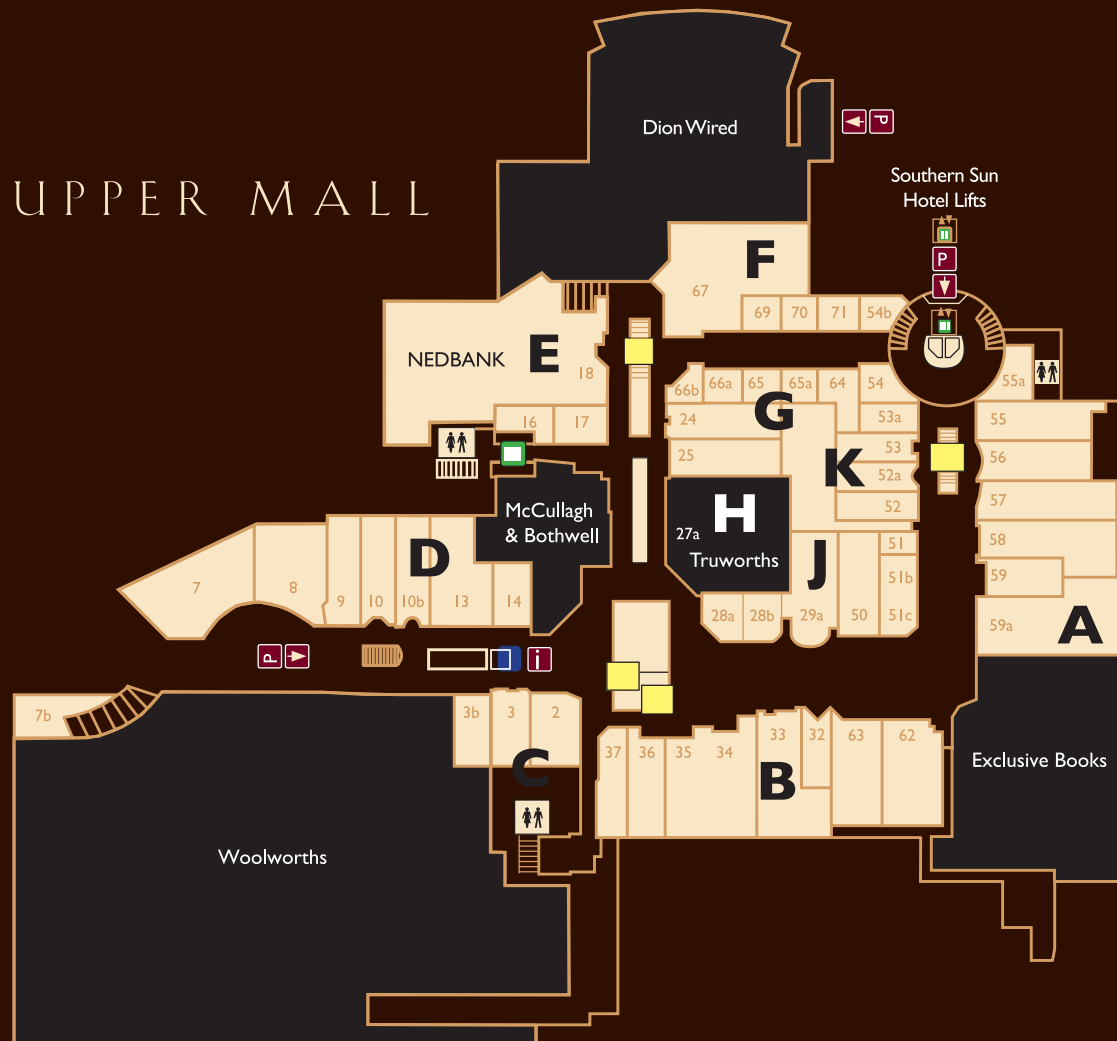 Dion Wired
P
Southern Sun
Hotel Lifts
UPPER MALL
P
F
67
69
70
71
54b
NEDBANK
E
18
16
17
66b
66a
65
65a
64
54
55a
24
G
53a
55
25
K
53
56
52a
McCullagh
& Bothwell
H
27a
Truworths
52
57
D
J
51
58
7
8
9
10
10b
13
14
51b
59
28a
28b
29a
50
51c
59a
A
P
i
7b
3b
3
2
C
37
36
35
34
33
32
63
62
B
Exclusive Books
Woolworths